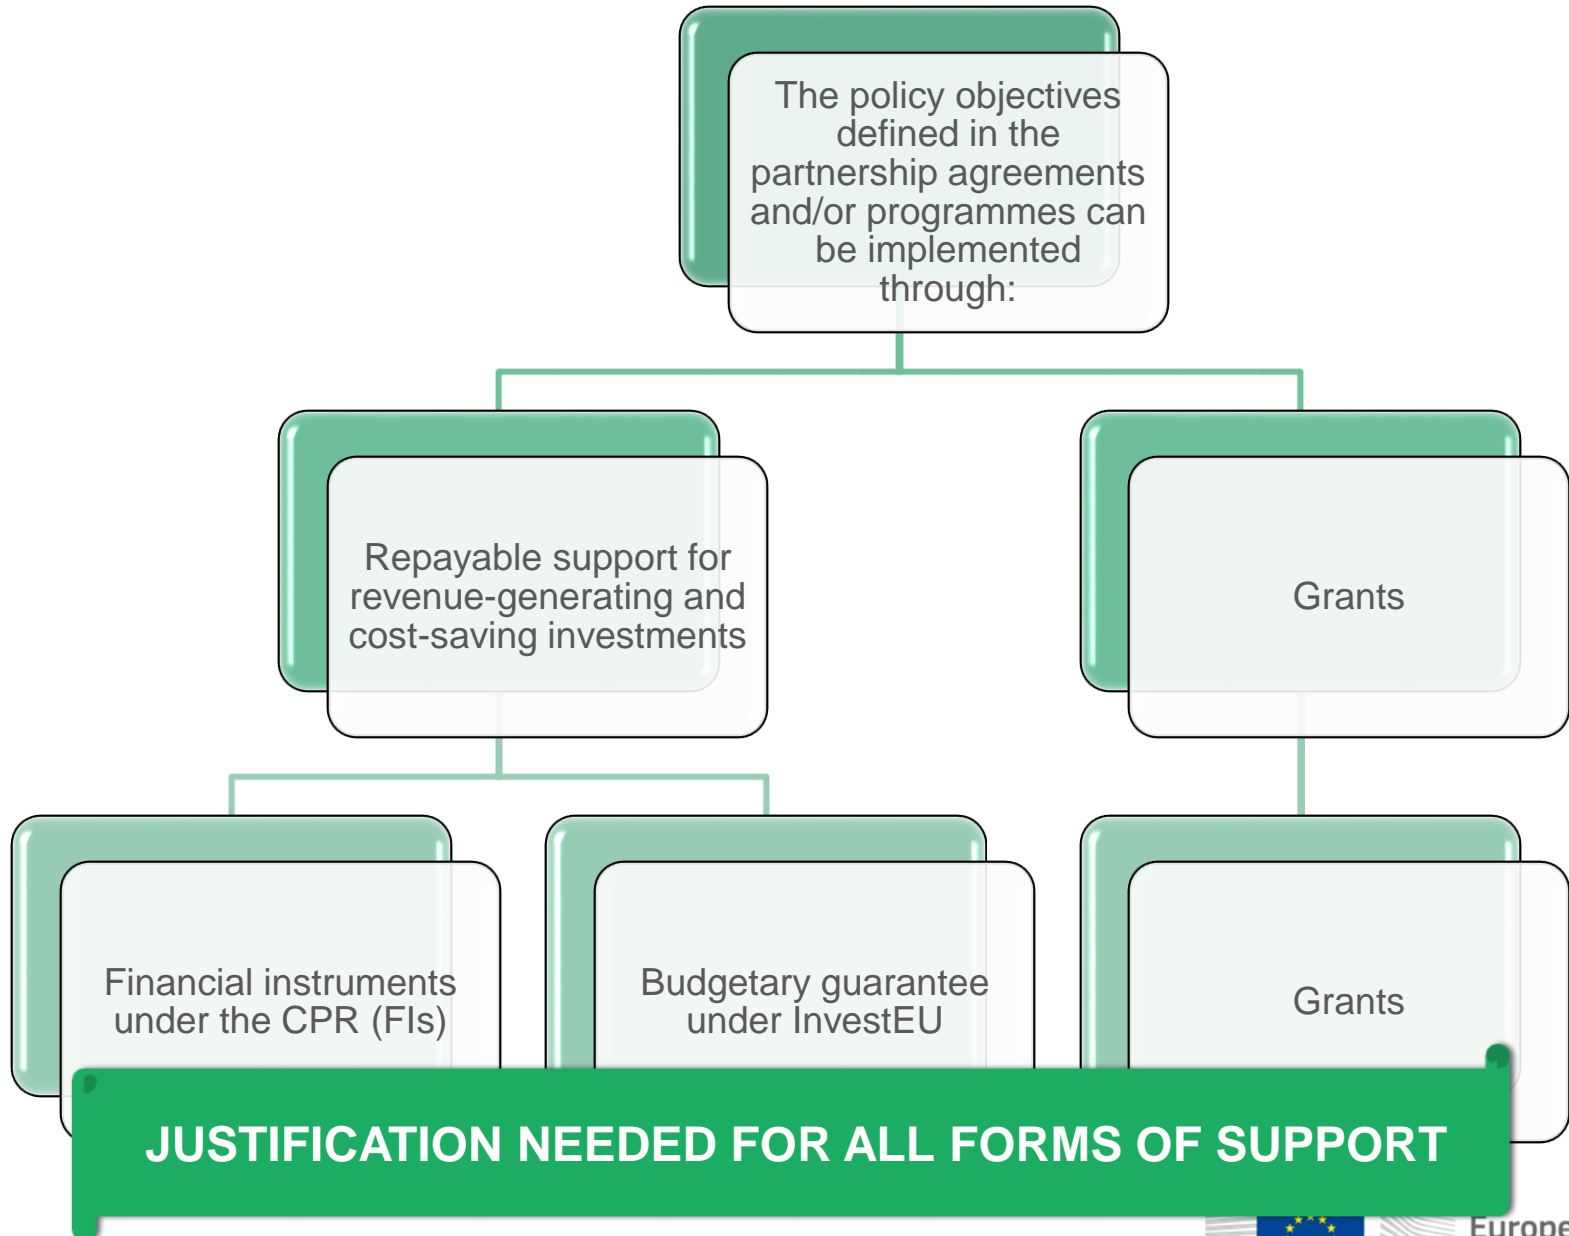 The policy objectives
defined in the
partnership agreements
and/or programmes can
be implemented
through:
Repayable support for
revenue-generating and
cost-saving investments
Grants
Financial instruments
under the CPR (FIs)
Budgetary guarantee
under InvestEU
Grants
JUSTIFICATION NEEDED FOR ALL FORMS OF SUPPORT